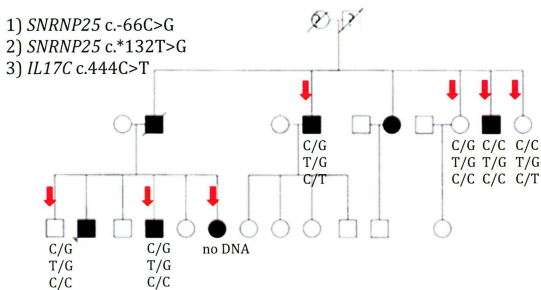 1) SNRNP25 c.-66C>G
2) SNRNP25 c.*132T>G
3) IL17C c.444C>T
? ?
C/G C/G C/C C/C
T/G T/G T/G T/G
C/T C/C C/C C/T
C/G C/G no DNA
T/G T/G
C/C C/C